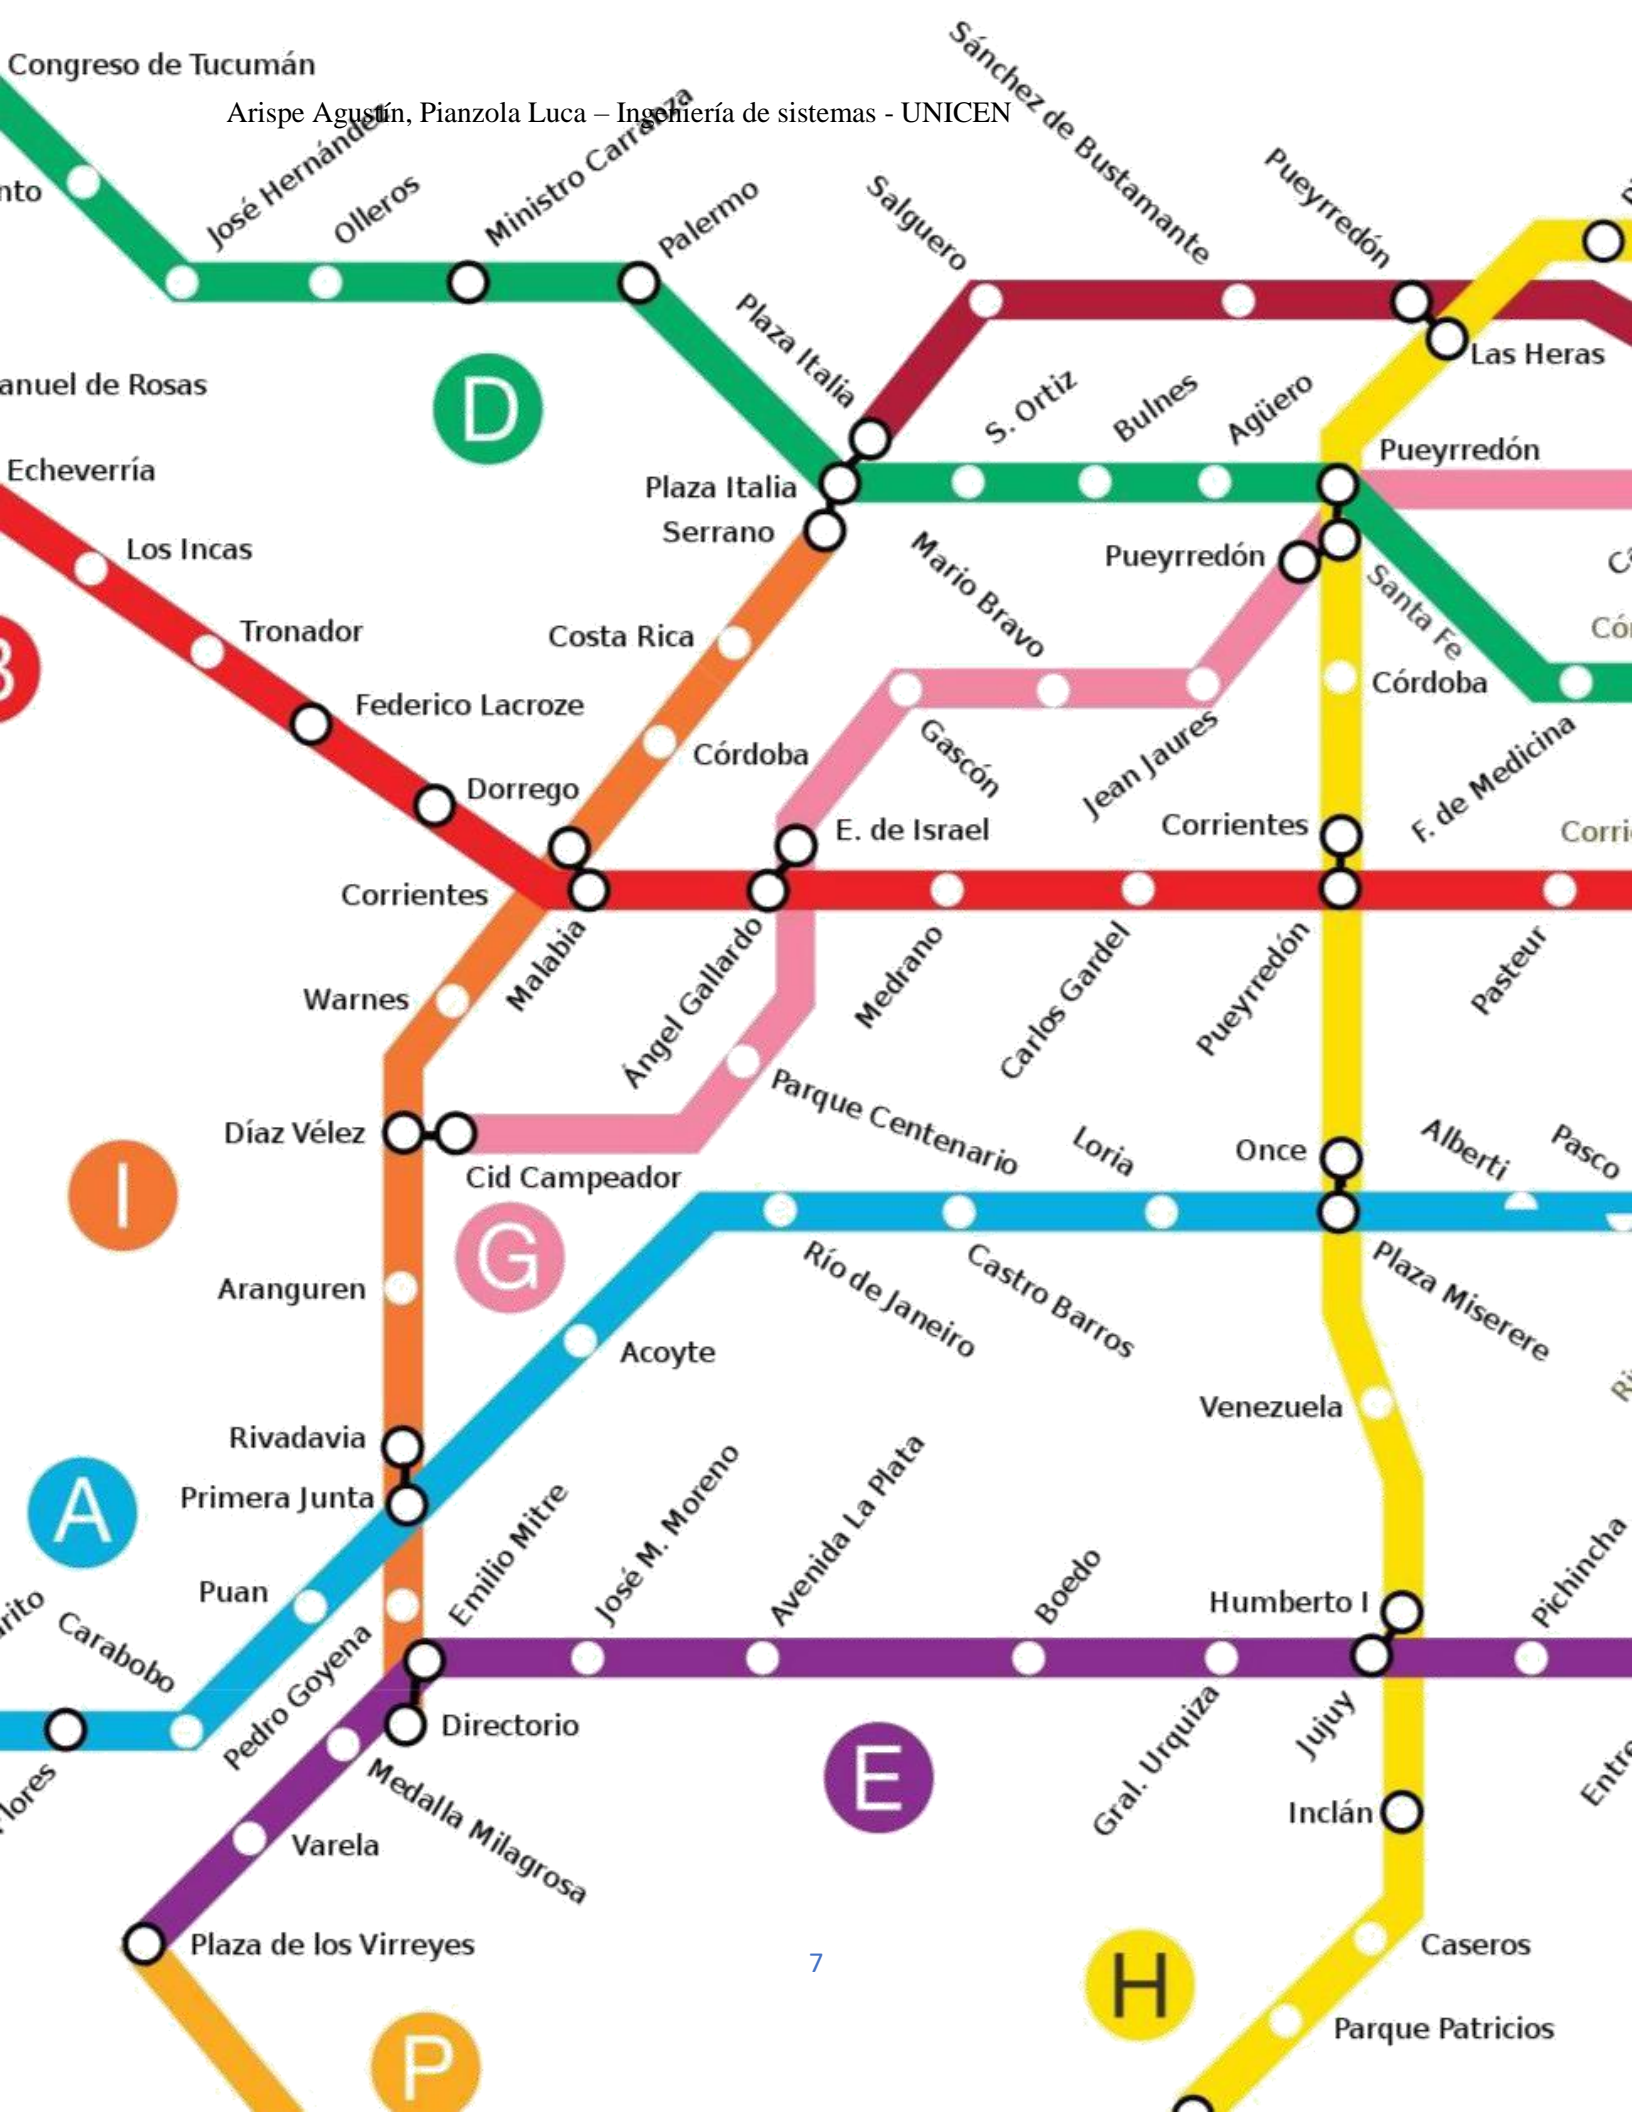 Congreso de Tucumán
Arispe Agustín, Pianzola Luca – Ingeniería de sistemas - UNICEN
Sánchez de Bustamante
José Hernández
Olleros
Ministro Carranza
Palermo
Salguero
Pueyrredón
nto
Plaza Italia
Las Heras
anuel de Rosas
D
S. Ortiz
Bulnes
Agüero
Echeverría
Plaza Italia
Pueyrredón
Serrano
Los Incas
Mario Bravo
Pueyrredón
Santa Fe
Tronador
Costa Rica
Córdoba
Federico Lacroze
Córdoba
Gascón
Jean Jaures
F. de Medicina
Dorrego
E. de Israel
Corrientes
Corrientes
Malabia
Ángel Gallardo
Medrano
Carlos Gardel
Pueyrredón
Pasteur
Warnes
Parque Centenario
Díaz Vélez
Loria
Once
Alberti
Pasco
Cid Campeador
I
G
Aranguren
Río de Janeiro
Castro Barros
Plaza Miserere
Acoyte
Venezuela
Rivadavia
A
Primera Junta
Emilio Mitre
José M. Moreno
Avenida La Plata
Boedo
Humberto I
Pichincha
Puan
rito
Carabobo
Pedro Goyena
Directorio
E
Gral. Urquiza
Jujuy
Entre
lores
Medalla Milagrosa
Inclán
Varela
Plaza de los Virreyes
7
H
Caseros
P
Parque Patricios